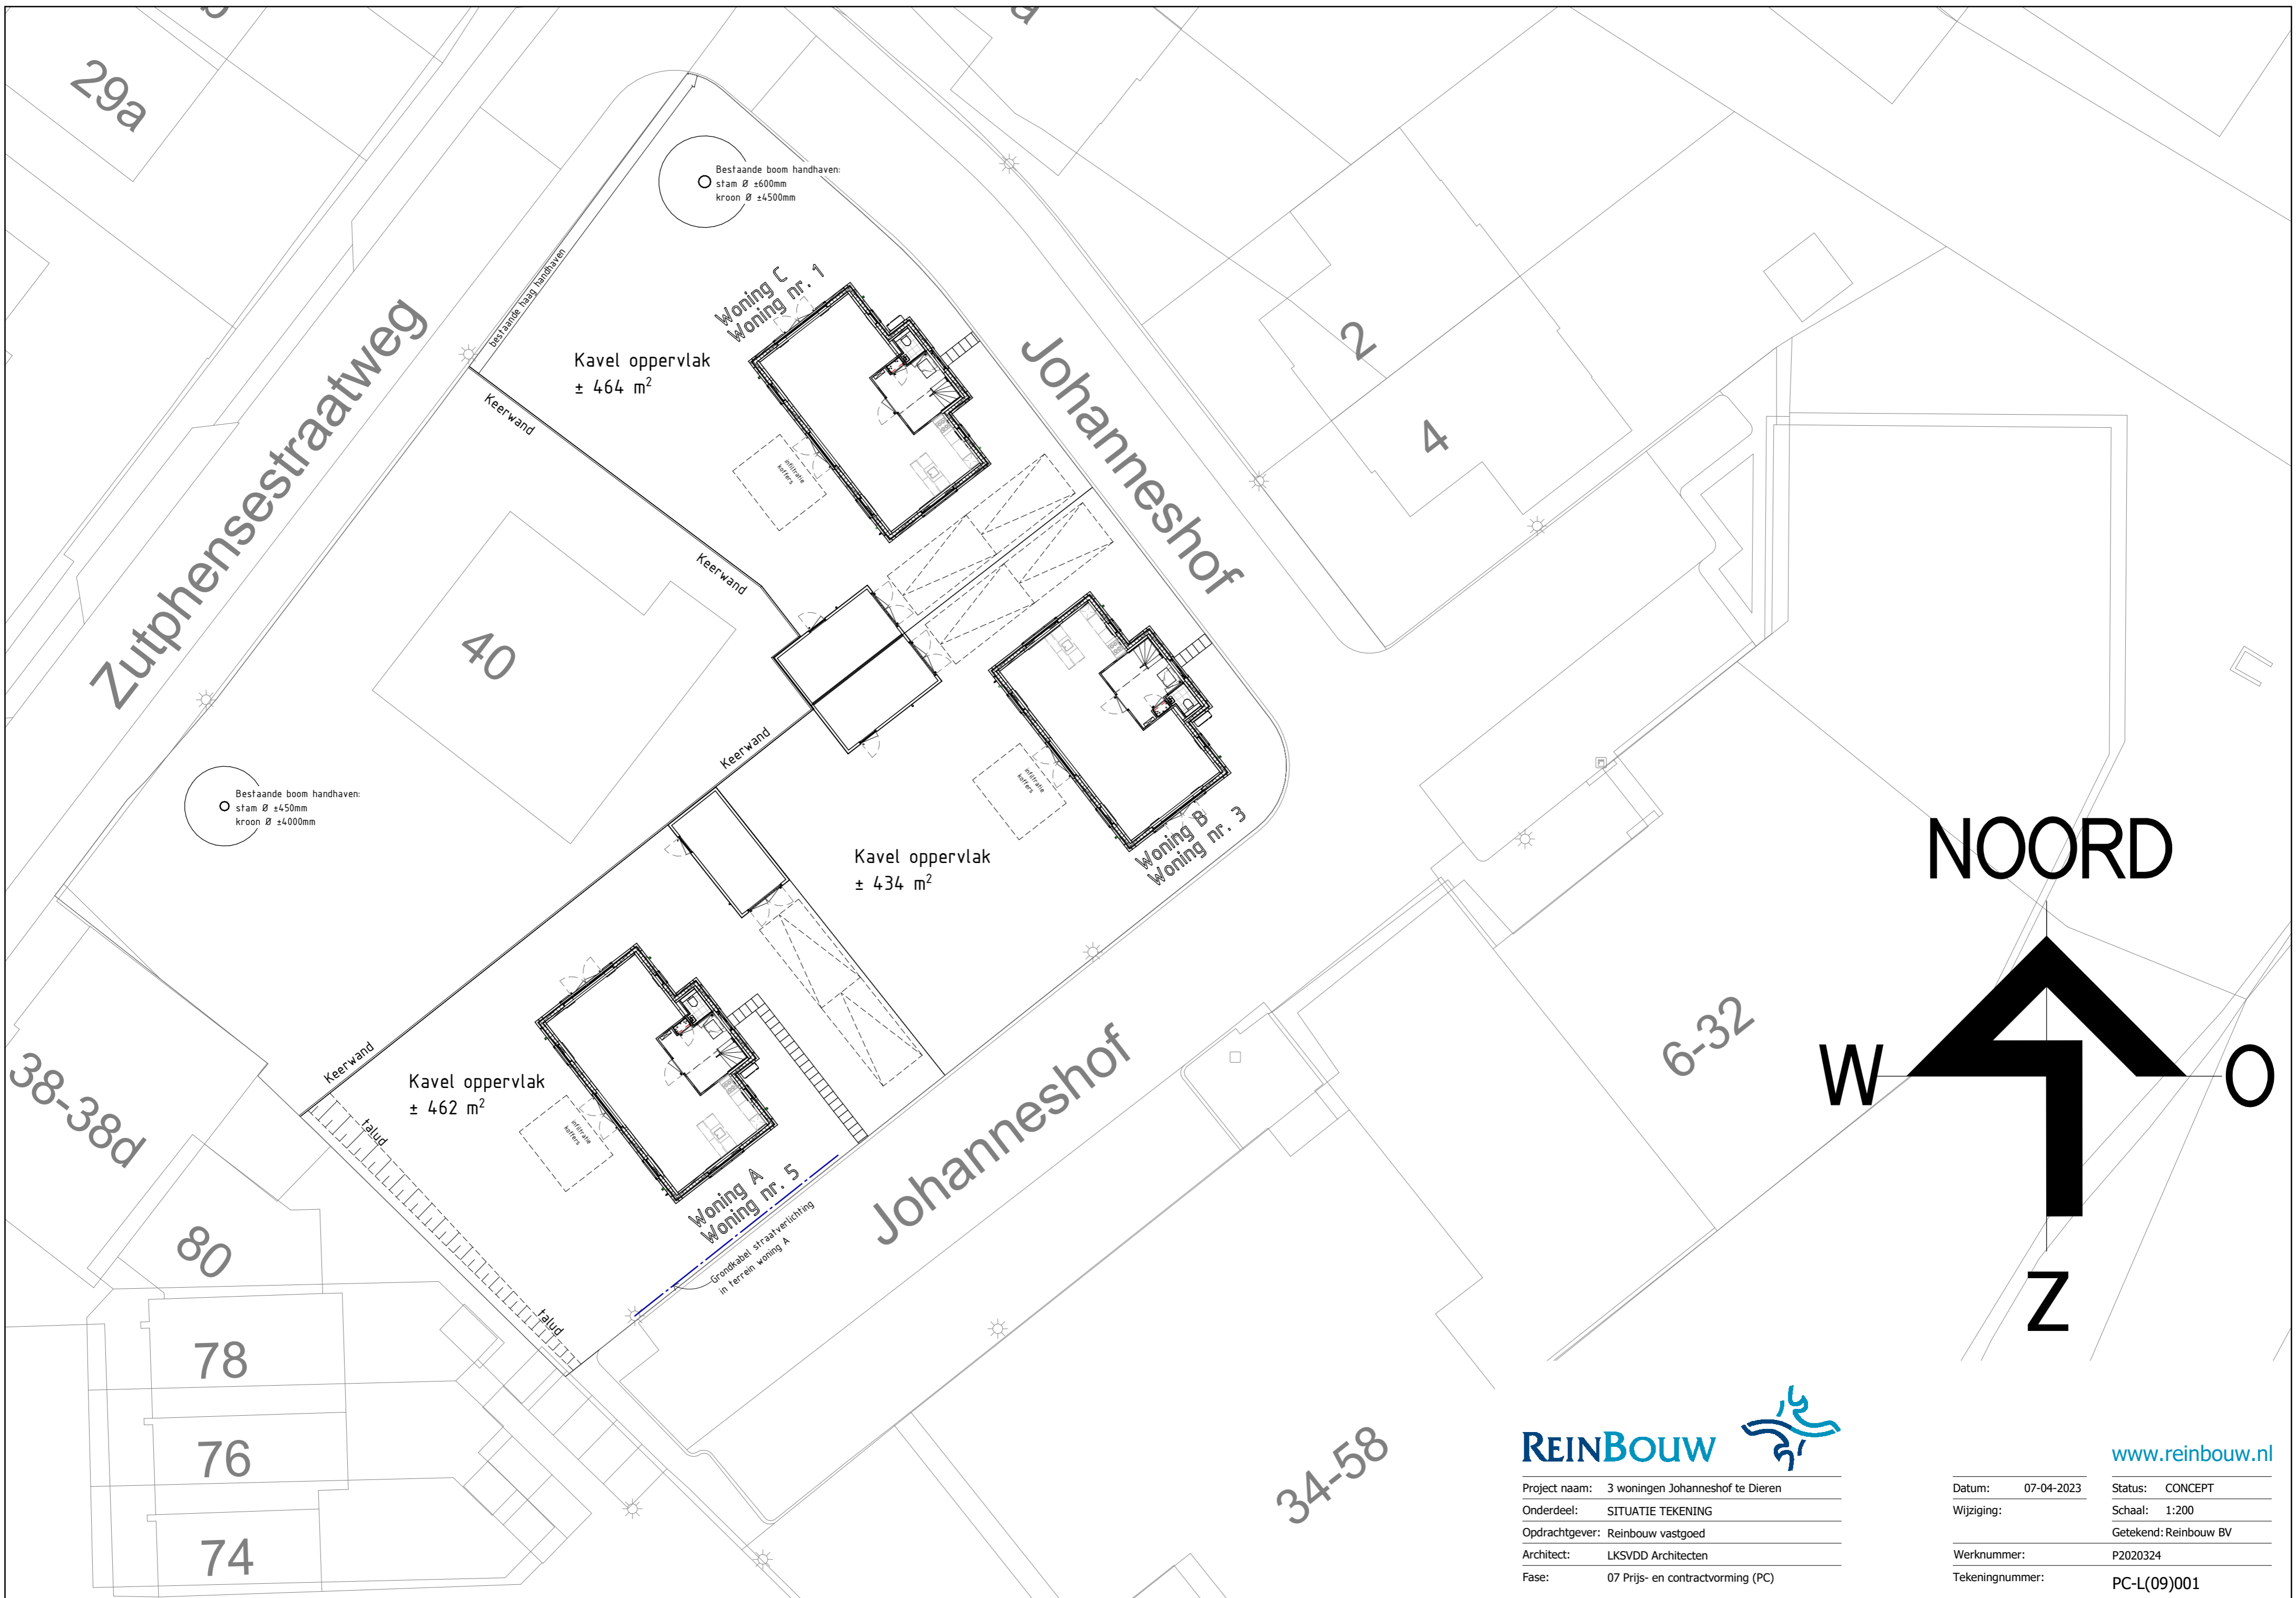 29a
Bestaande boom handhaven:
stam Ø ±600mm
kroon Ø ±4500mm
bestaande haag handhaven
Zutphensestraatweg
Woning C
Woning nr. 1
Kavel oppervlak
± 464 m²
Keerwand
Keerwand
infiltratie
koffers
Johanneshof
2
4
40
Keerwand
Bestaande boom handhaven:
stam Ø ±450mm
kroon Ø ±4000mm
infiltratie
koffers
Woning B
Woning nr. 3
Kavel oppervlak
± 434 m²
NOORD
W
O
Z
Keerwand
Kavel oppervlak
± 462 m²
infiltratie
koffers
talud
talud
Woning A
Woning nr. 5
Grondkabel straatverlichting
in terrein woning A
Johanneshof
6-32
38-38d
80
78
76
74
34-58
REINBOUW
www.reinbouw.nl
Project naam: 3 woningen Johanneshof te Dieren
Onderdeel: SITUATIE TEKENING
Opdrachtgever: Reinbouw vastgoed
Architect: LKSVDD Architecten
Fase: 07 Prijs- en contractvorming (PC)
Datum: 07-04-2023
Status: CONCEPT
Wijziging:
Schaal: 1:200
Getekend: Reinbouw BV
Werknummer: P2020324
Tekeningnummer: PC-L(09)001